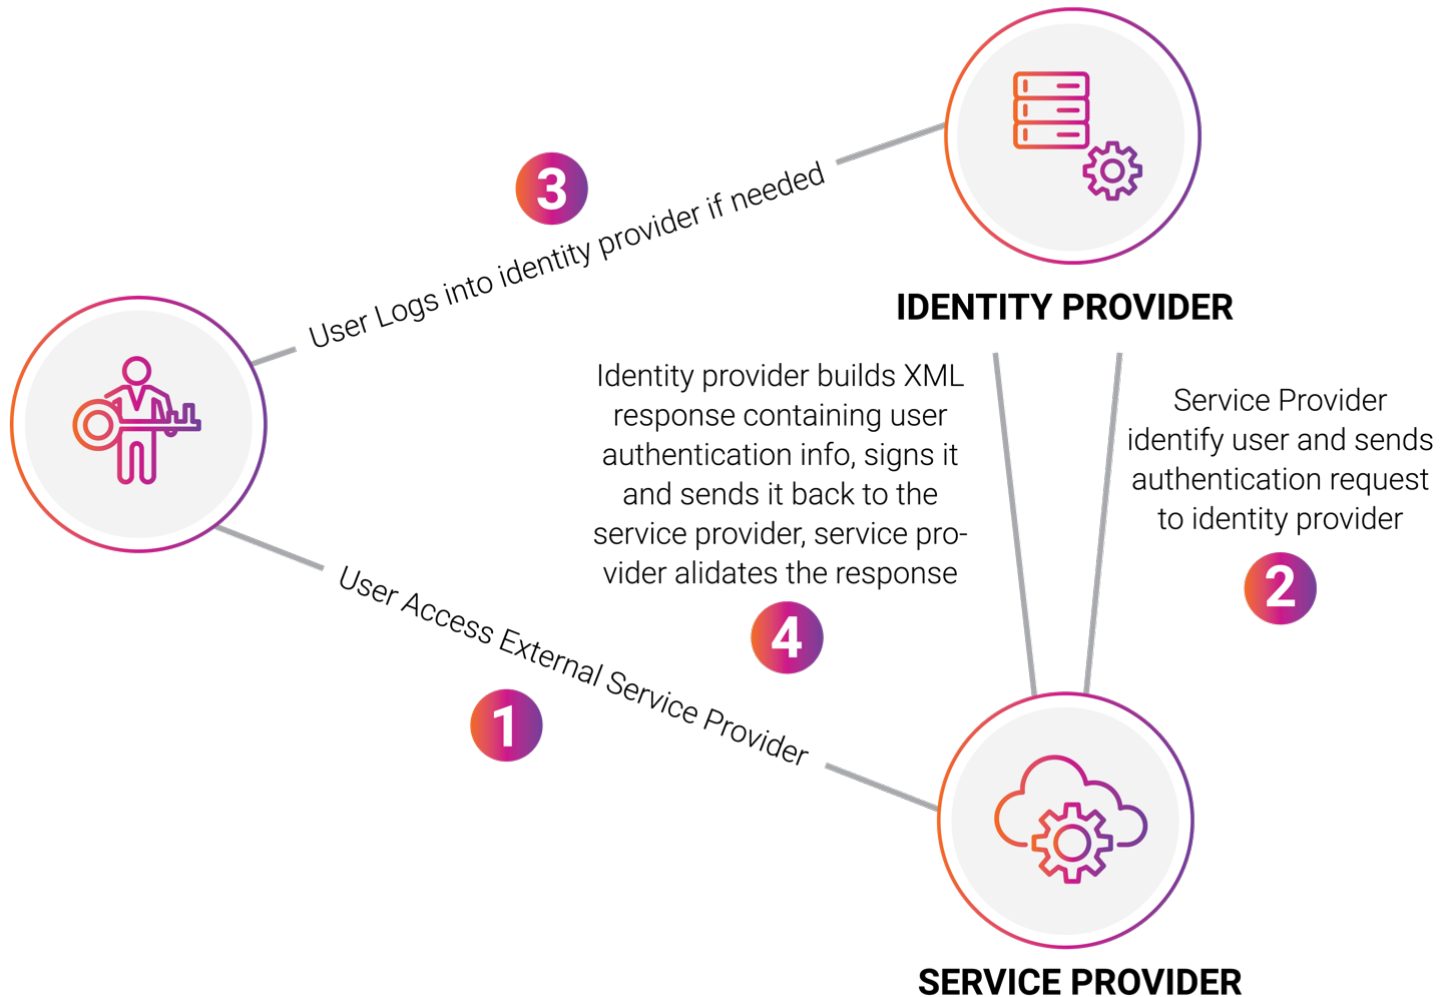 3
User Logs into identity provider if needed
IDENTITY PROVIDER
Identity provider builds XML
response containing user
authentication info, signs it
and sends it back to the
service provider, service pro-
vider alidates the response
4
Service Provider
identify user and sends
authentication request
to identity provider
2
User Access External Service Provider
1
SERVICE PROVIDER